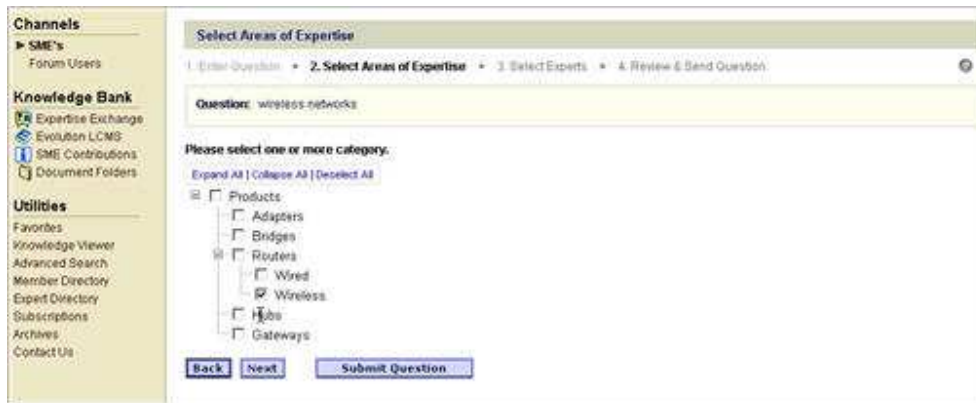 Channels
SME's
Forum Users
Knowledge Bank
Expertise Exchange
Evolution LCMS
SME Contributions
Document Folders
Utilities
Favorites
Knowledge Viewer
Advanced Search
Member Directory
Expert Directory
Subscriptions
Archives
Contact Us
Select Areas of Expertise
1. Enter Question • 2. Select Areas of Expertise • 3. Select Experts • 4. Review & Send Question
Question: wireless networks
Please select one or more category.
Expand All | Collapse All | Deselect All
Products
Adapters
Bridges
Routers
Wired
Wireless
Hubs
Gateways
Back Next Submit Question